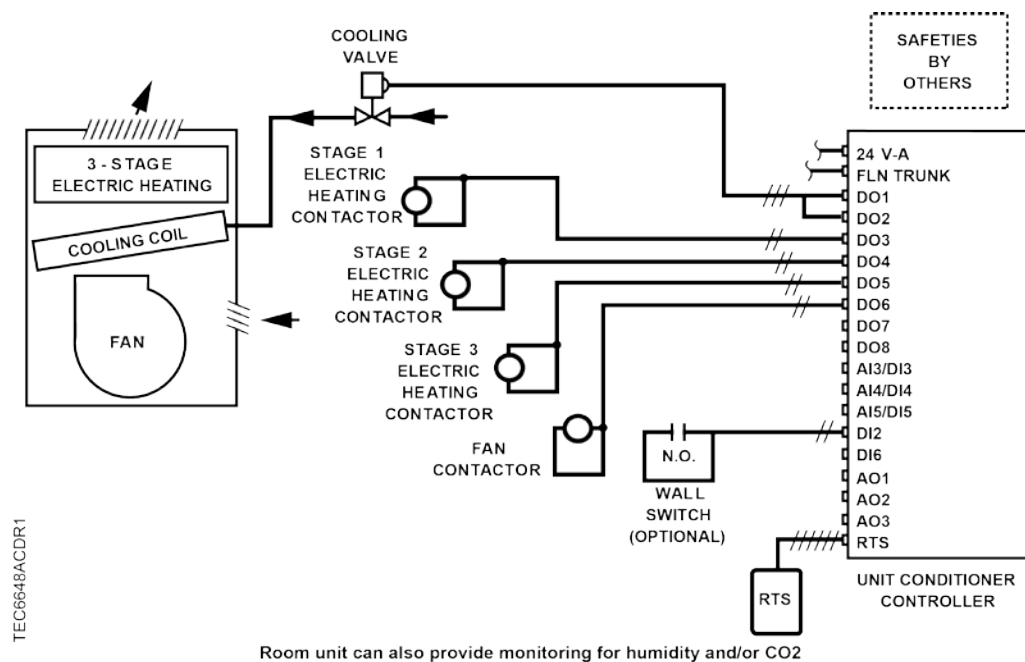 COOLING
VALVE
SAFETIES
BY
OTHERS
3 - STAGE
ELECTRIC HEATING
COOLING COIL
FAN
STAGE 1
ELECTRIC
HEATING
CONTACTOR
STAGE 2
ELECTRIC
HEATING
CONTACTOR
STAGE 3
ELECTRIC
HEATING
CONTACTOR
FAN
CONTACTOR
N.O.
WALL
SWITCH
(OPTIONAL)
24 V-A
FLN TRUNK
DO1
DO2
DO3
DO4
DO5
DO6
DO7
DO8
AI3/DI3
AI4/DI4
AI5/DI5
DI2
DI6
AO1
AO2
AO3
RTS
RTS
UNIT CONDITIONER
CONTROLLER
TEC6648ACDR1
Room unit can also provide monitoring for humidity and/or CO2